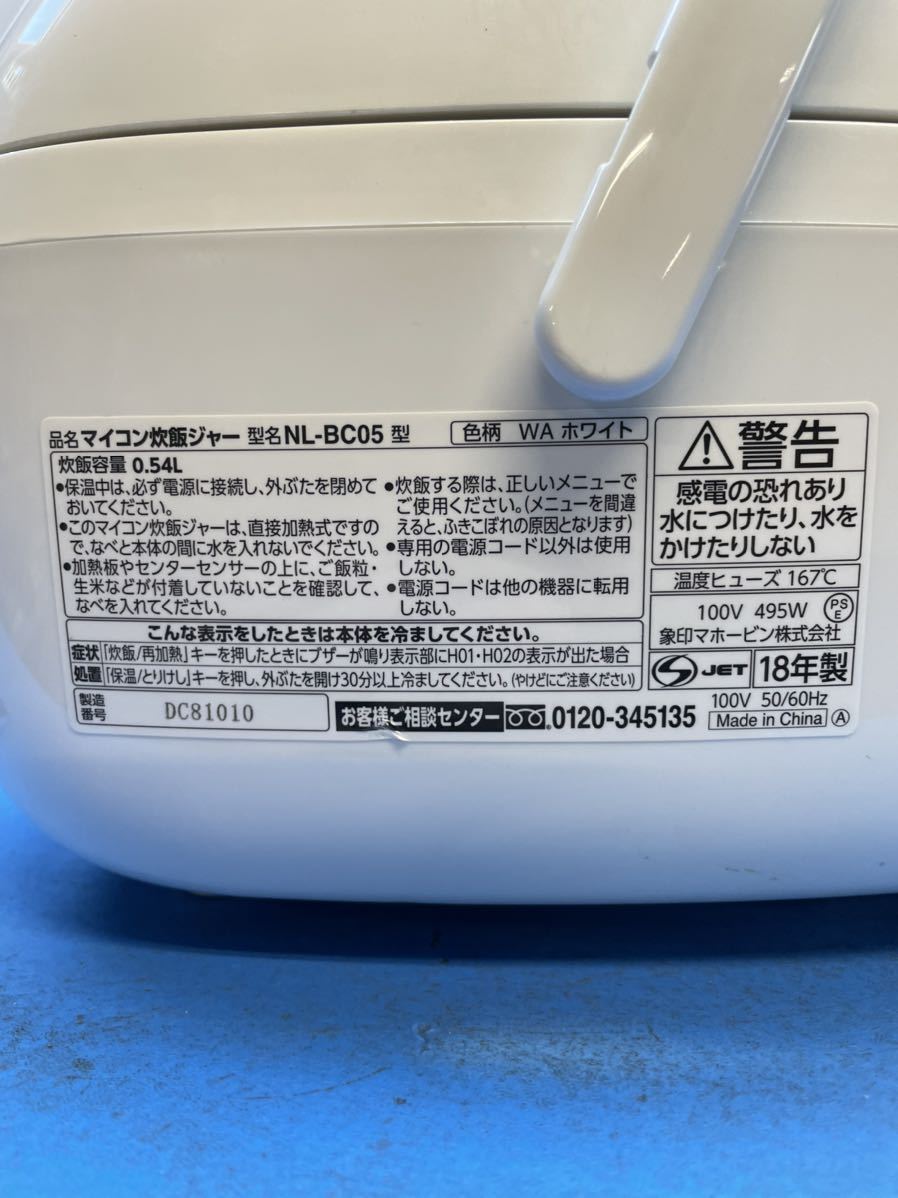 品名 マイコン炊飯ジャー 型名 NL-BC05 型
色柄 WA ホワイト
炊飯容量 0.54L
•保温中は、必ず電源に接続し、外ぶたを閉めて
おいてください。
•このマイコン炊飯ジャーは、直接加熱式ですの
で、なべと本体の間に水を入れないでください。
•加熱板やセンターセンサーの上に、ご飯粒・
生米などが付着していないことを確認して、
なべを入れてください。
•炊飯する際は、正しいメニューで
ご使用ください。(メニューを間違
えると、ふきこぼれの原因となります)
•専用の電源コード以外は使用
しない。
•電源コードは他の機器に転用
しない。
こんな表示をしたときは本体を冷ましてください。
症状 「炊飯/再加熱」キーを押したときにブザーが鳴り表示部にH01・H02の表示が出た場合
処置 「保温/とりけし」キーを押し、外ぶたを開け30分以上冷ましてください。(やけどにご注意ください)
製造
番号
DC81010
お客様ご相談センター 0120-345135
警告
感電の恐れあり
水につけたり、水を
かけたりしない
温度ヒューズ 167℃
100V 495W PSE
象印マホービン株式会社
S JET 18年製
100V 50/60Hz
Made in China Ⓐ